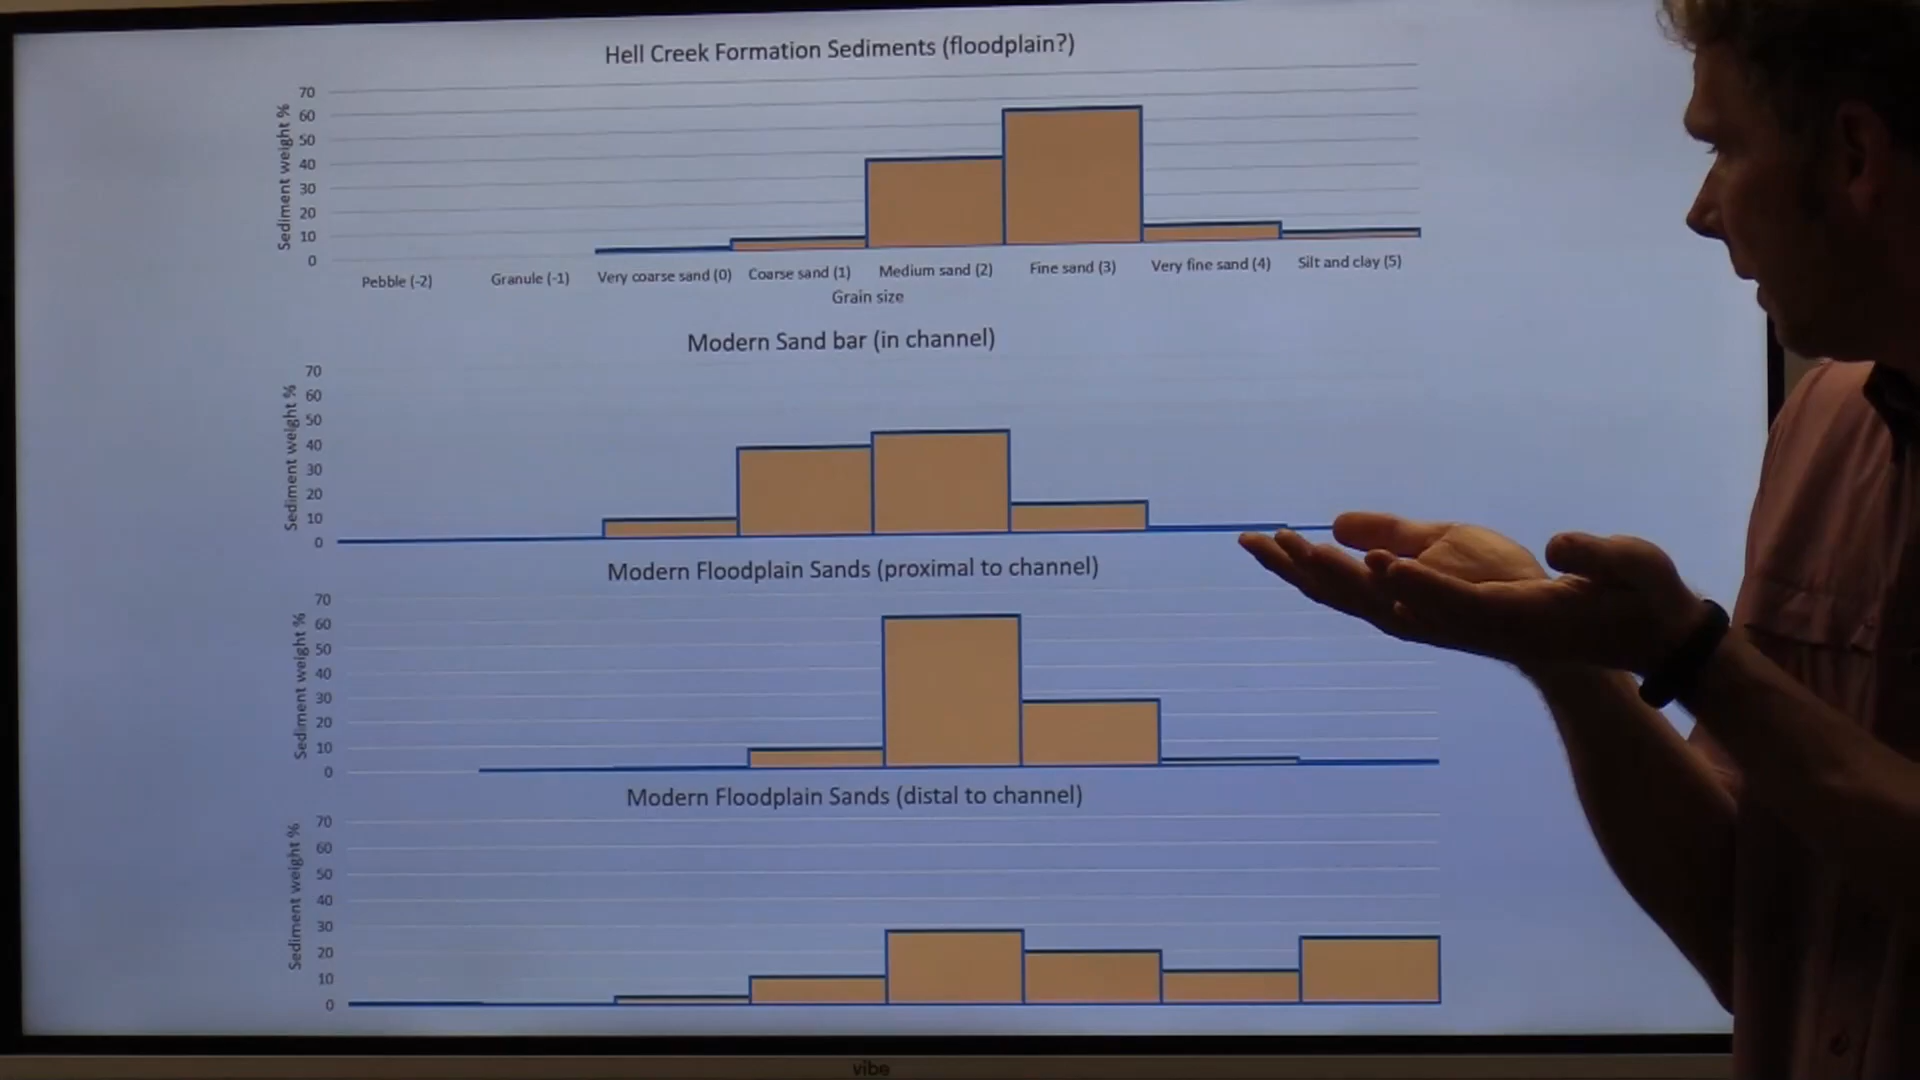 Hell Creek Formation Sediments (floodplain?)
Sediment weight %
70
60
50
40
30
20
10
0
Pebble (-2) Granule (-1) Very coarse sand (0) Coarse sand (1) Medium sand (2) Fine sand (3) Very fine sand (4) Silt and clay (5)
Grain size
Modern Sand bar (in channel)
Sediment weight %
70
60
50
40
30
20
10
0
Modern Floodplain Sands (proximal to channel)
Sediment weight %
70
60
50
40
30
20
10
0
Modern Floodplain Sands (distal to channel)
Sediment weight %
70
60
50
40
30
20
10
0
vibe